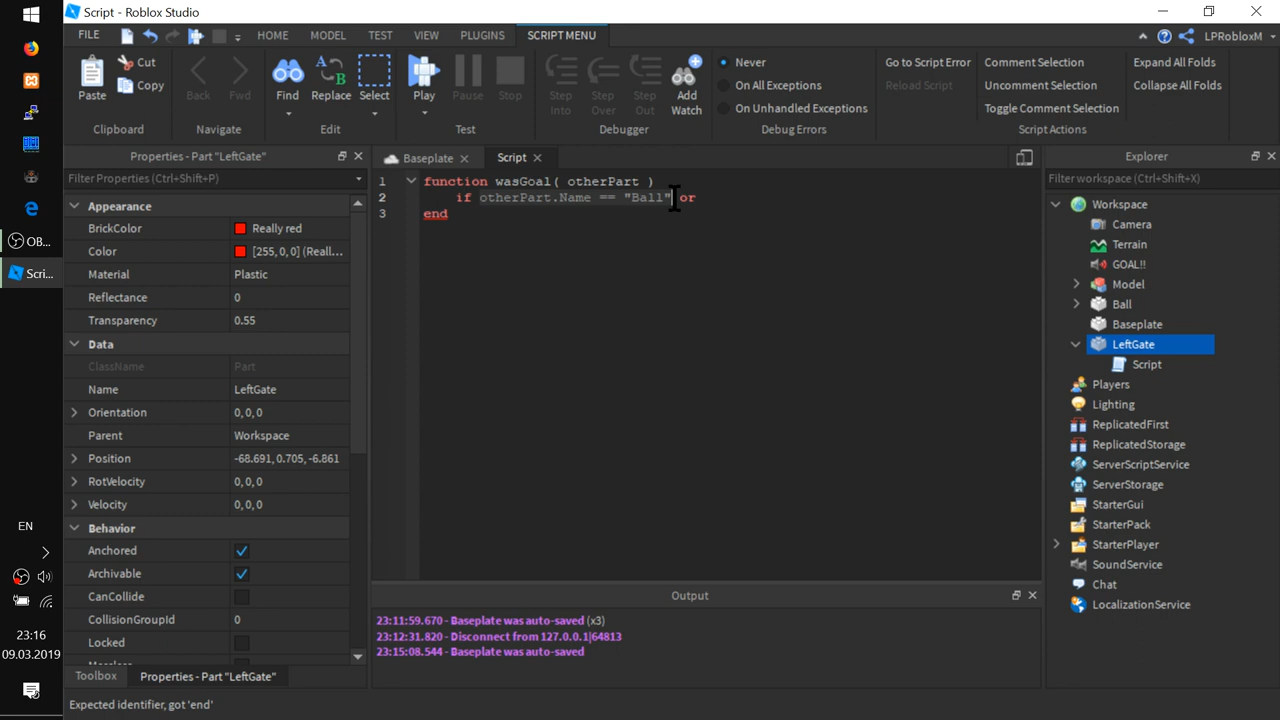 Script - Roblox Studio
FILE HOME MODEL TEST VIEW PLUGINS SCRIPT MENU LPRobloxM
Paste Cut Copy Back Fwd Find Replace Select Play Pause Stop Step Into Step Over Step Out Add Watch
Never
On All Exceptions
On Unhandled Exceptions
Go to Script Error
Reload Script
Comment Selection
Uncomment Selection
Toggle Comment Selection
Expand All Folds
Collapse All Folds
Clipboard Navigate Edit Test Debugger Debug Errors Script Actions
Properties - Part "LeftGate"
Filter Properties (Ctrl+Shift+P)
Appearance
BrickColor Really red
Color [255, 0, 0] (Reall...
Material Plastic
Reflectance 0
Transparency 0.55
Data
ClassName Part
Name LeftGate
Orientation 0, 0, 0
Parent Workspace
Position -68.691, 0.705, -6.861
RotVelocity 0, 0, 0
Velocity 0, 0, 0
Behavior
Anchored
Archivable
CanCollide
CollisionGroupId 0
Locked
Toolbox Properties - Part "LeftGate"
Expected identifier, got 'end'
Baseplate Script
1 function wasGoal( otherPart )
2 if otherPart.Name == "Ball" or
3 end
Output
23:11:59.670 - Baseplate was auto-saved (x3)
23:12:31.820 - Disconnect from 127.0.0.1|64813
23:15:08.544 - Baseplate was auto-saved
Explorer
Filter workspace (Ctrl+Shift+X)
Workspace
Camera
Terrain
GOAL!!
Model
Ball
Baseplate
LeftGate
Script
Players
Lighting
ReplicatedFirst
ReplicatedStorage
ServerScriptService
ServerStorage
StarterGui
StarterPack
StarterPlayer
SoundService
Chat
LocalizationService
OB...
Scri...
EN
23:16
09.03.2019